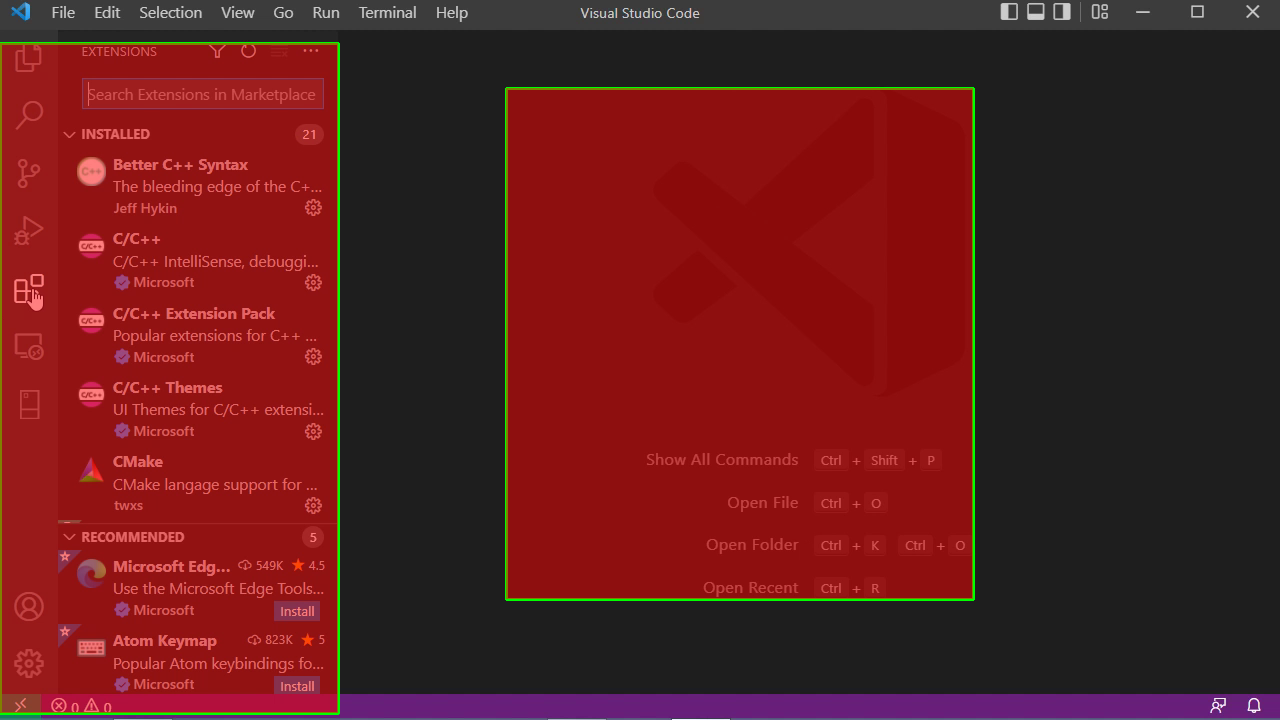 File Edit Selection View Go Run Terminal Help Visual Studio Code
EXTENSIONS
Search Extensions in Marketplace
INSTALLED 21
Better C++ Syntax
The bleeding edge of the C+...
Jeff Hykin
C/C++
C/C++ IntelliSense, debuggi...
Microsoft
C/C++ Extension Pack
Popular extensions for C++ ...
Microsoft
C/C++ Themes
UI Themes for C/C++ extensi...
Microsoft
CMake
CMake langage support for ...
twxs
RECOMMENDED 5
Microsoft Edg... 549K 4.5
Use the Microsoft Edge Tools...
Microsoft Install
Atom Keymap 823K 5
Popular Atom keybindings fo...
Microsoft Install
0 0
Show All Commands Ctrl + Shift + P
Open File Ctrl + O
Open Folder Ctrl + K Ctrl + O
Open Recent Ctrl + R